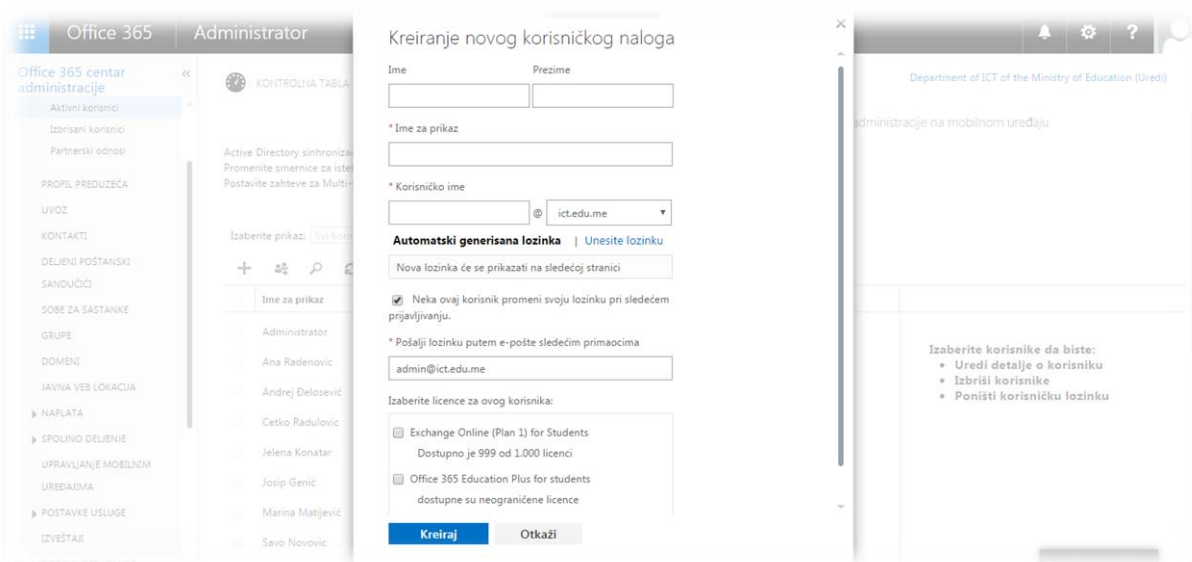 Office 365
Administrator
Office 365 centar
administracije
Aktivni korisnici
Izbrisani korisnici
Partnerski odnosi
PROFIL PREDUZEĆA
UVOZ
KONTAKTI
DELJENI POŠTANSKI
SANDUČIĆI
SOBE ZA SASTANKE
GRUPE
DOMENI
JAVNA VEB LOKACIJA
NAPLATA
SPOLJNO DELJENJE
UPRAVLJANJE MOBILNIM
UREĐAJIMA
POSTAVKE USLUGE
IZVEŠTAJI
KONTROLNA TABLA
Active Directory sinhroniza
Promenite smernice za iste
Postavite zahteve za Multi-
Izaberite prikaz:
Ime za prikaz
Administrator
Ana Radenovic
Andrej Đelosević
Cetko Radulovic
Jelena Konatar
Josip Genić
Marina Matijević
Savo Novovic
Kreiranje novog korisničkog naloga
Ime Prezime
* Ime za prikaz
* Korisničko ime
@ ict.edu.me
Automatski generisana lozinka | Unesite lozinku
Nova lozinka će se prikazati na sledećoj stranici
Neka ovaj korisnik promeni svoju lozinku pri sledećem
prijavljivanju.
* Pošalji lozinku putem e-pošte sledećim primaocima
admin@ict.edu.me
Izaberite licence za ovog korisnika:
Exchange Online (Plan 1) for Students
Dostupno je 999 od 1.000 licenci
Office 365 Education Plus for students
dostupne su neograničene licence
Kreiraj Otkaži
Department of ICT of the Ministry of Education (Uredi)
administracije na mobilnom uređaju
Izaberite korisnike da biste:
• Uredi detalje o korisniku
• Izbriši korisnike
• Poništi korisničku lozinku